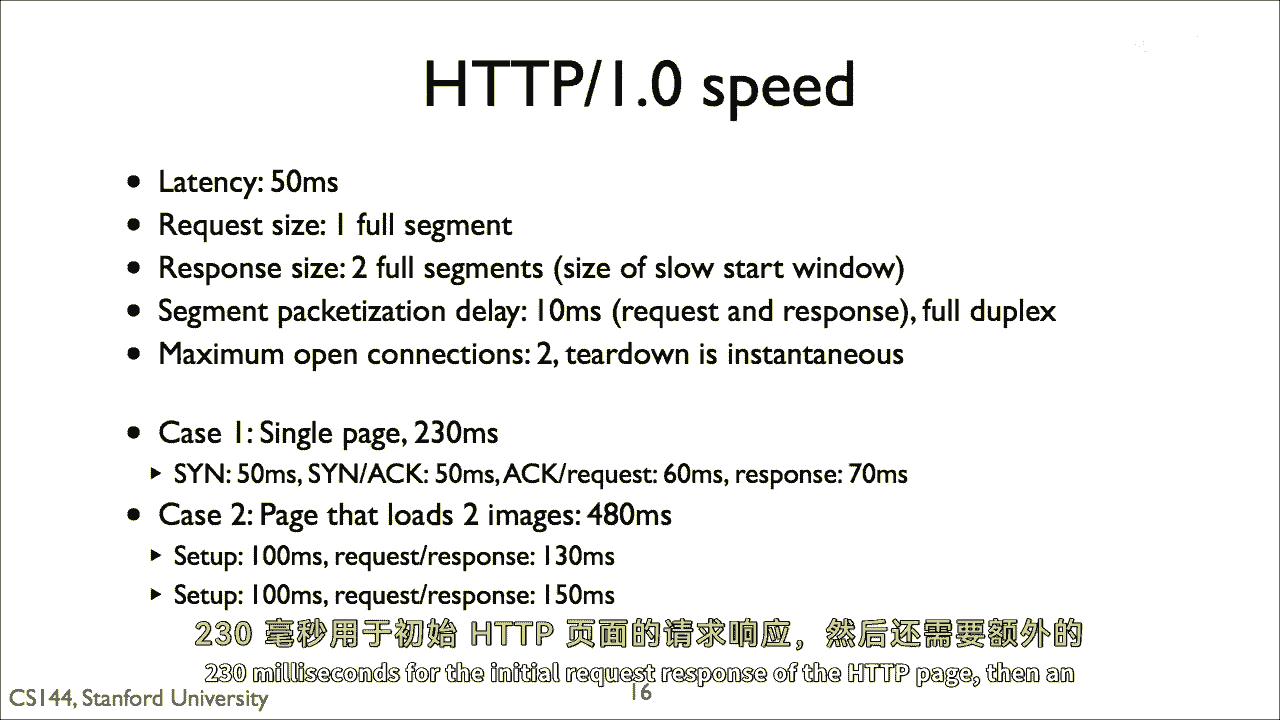 HTTP/1.0 speed
• Latency: 50ms
• Request size: 1 full segment
• Response size: 2 full segments (size of slow start window)
• Segment packetization delay: 10ms (request and response), full duplex
• Maximum open connections: 2, teardown is instantaneous
• Case 1: Single page, 230ms
‣ SYN: 50ms, SYN/ACK: 50ms, ACK/request: 60ms, response: 70ms
• Case 2: Page that loads 2 images: 480ms
‣ Setup: 100ms, request/response: 130ms
‣ Setup: 100ms, request/response: 150ms
230 毫秒用于初始 HTTP 页面的请求响应，然后还需要额外的
230 milliseconds for the initial request response of the HTTP page, then an
CS144, Stanford University
16